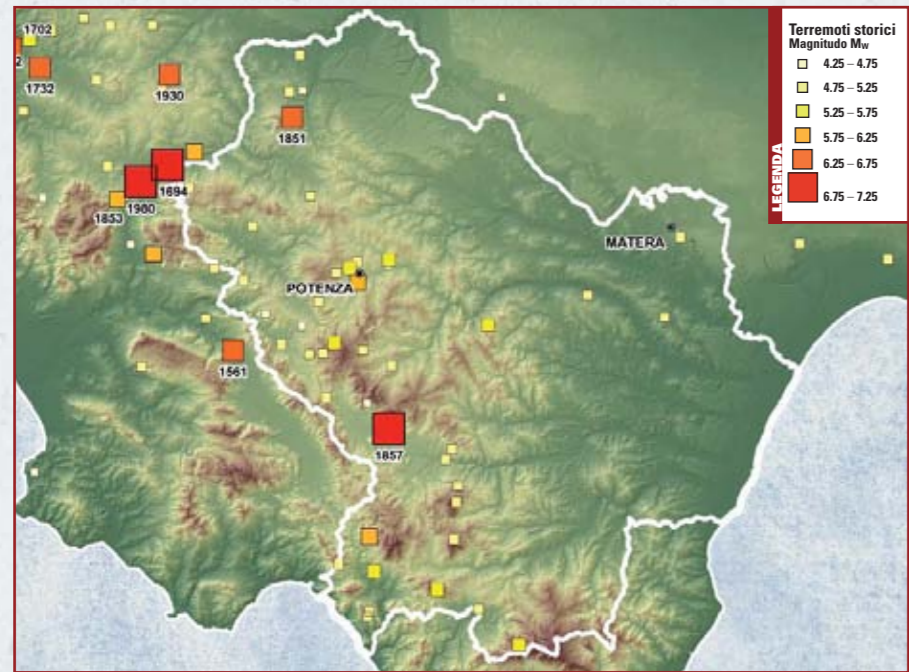 1702
2
1732
1930
1851
1694
1980
1853
MATERA
POTENZA
1561
1857
LEGENDA
Terremoti storici
Magnitudo Mw
4.25 – 4.75
4.75 – 5.25
5.25 – 5.75
5.75 – 6.25
6.25 – 6.75
6.75 – 7.25